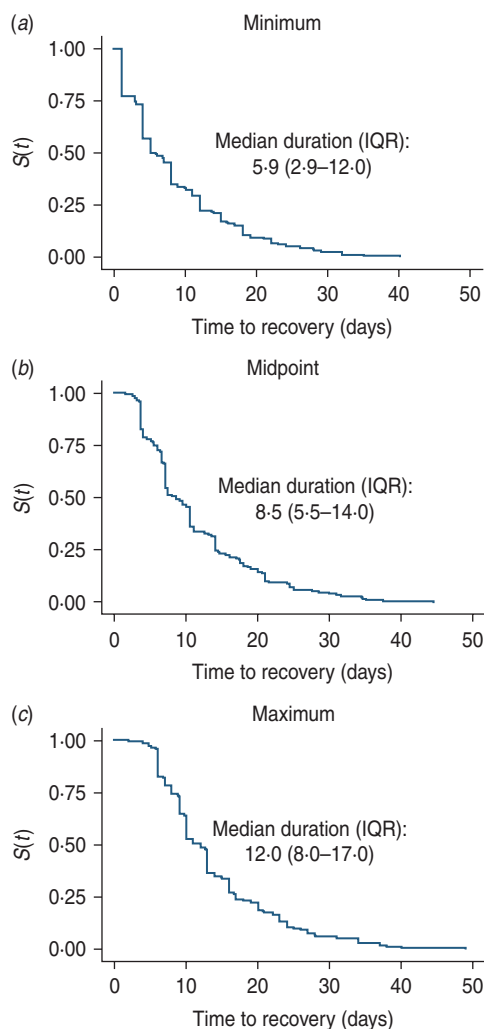 (a) Minimum
1·00
0·75
0·50
0·25
0·00
S(t)
Median duration (IQR):
5·9 (2·9–12·0)
0 10 20 30 40 50
Time to recovery (days)
(b) Midpoint
1·00
0·75
0·50
0·25
0·00
S(t)
Median duration (IQR):
8·5 (5·5–14·0)
0 10 20 30 40 50
Time to recovery (days)
(c) Maximum
1·00
0·75
0·50
0·25
0·00
S(t)
Median duration (IQR):
12·0 (8·0–17·0)
0 10 20 30 40 50
Time to recovery (days)